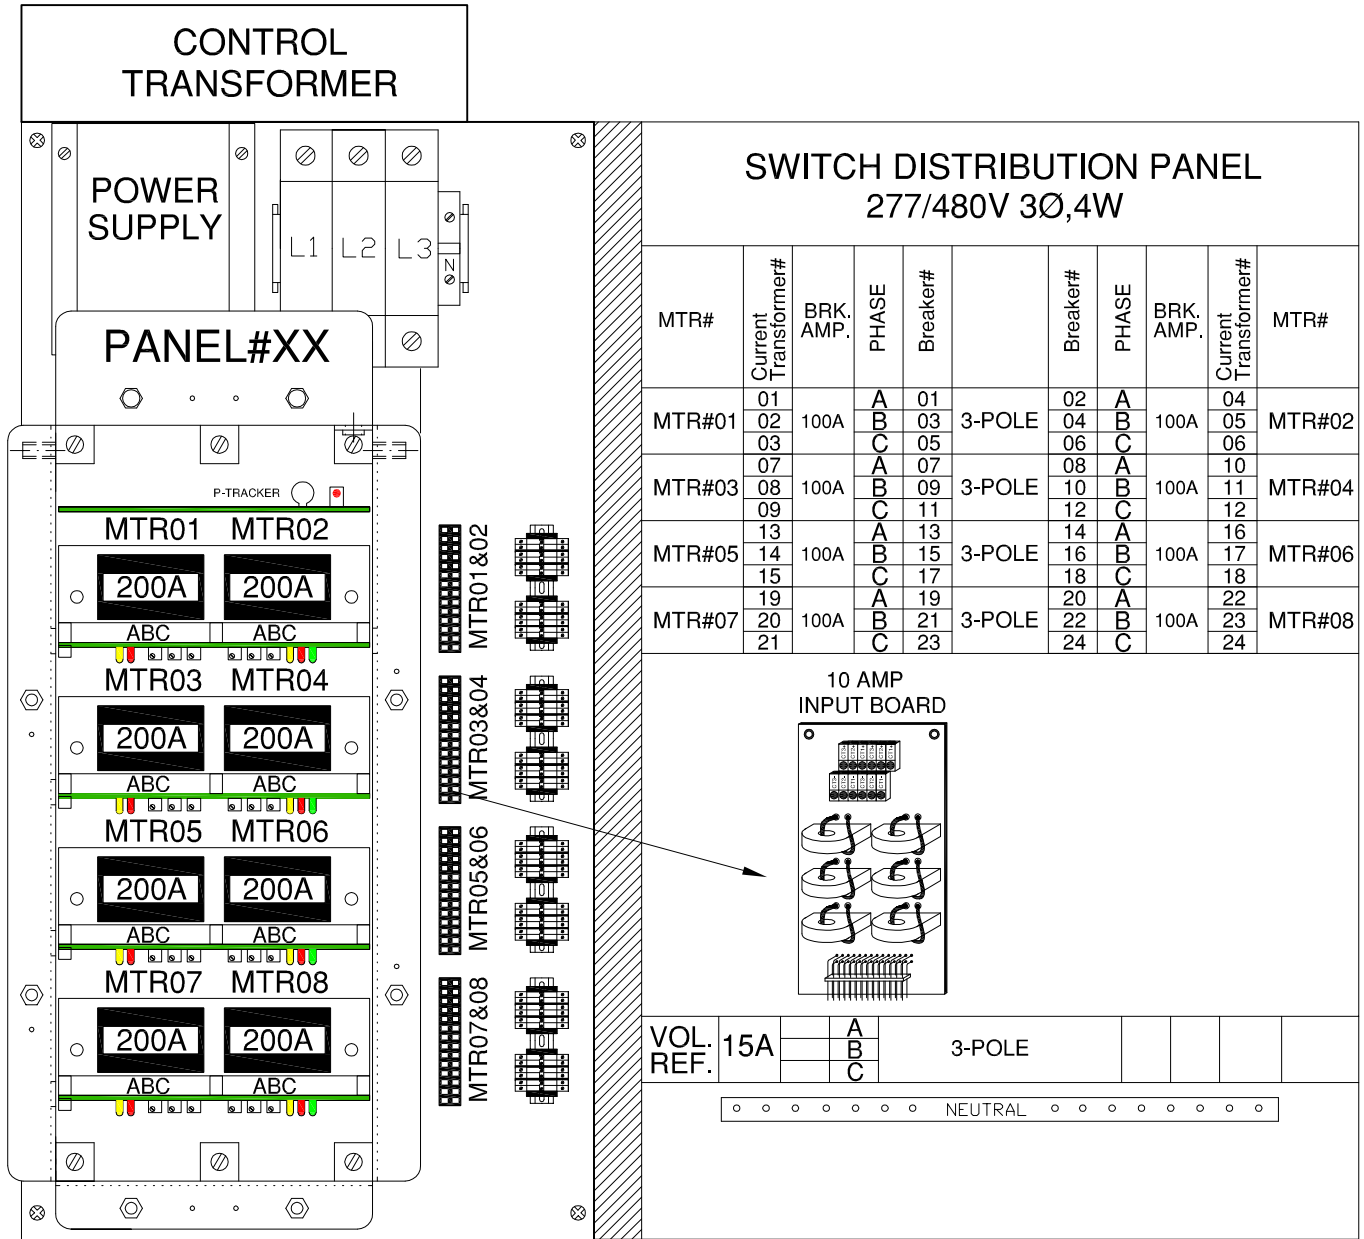 CONTROL
TRANSFORMER
POWER
SUPPLY
L1 L2 L3
N
PANEL#XX
P-TRACKER
MTR01 MTR02
200A 200A
ABC ABC
MTR03 MTR04
200A 200A
ABC ABC
MTR05 MTR06
200A 200A
ABC ABC
MTR07 MTR08
200A 200A
ABC ABC
MTR01&02
MTR03&04
MTR05&06
MTR07&08
SWITCH DISTRIBUTION PANEL
277/480V 3Ø,4W
MTR# Current Transformer# BRK. AMP. PHASE Breaker# Breaker# PHASE BRK. AMP. Current Transformer# MTR#
01 A 01 02 A 04
MTR#01 02 100A B 03 3-POLE 04 B 100A 05 MTR#02
03 C 05 06 C 06
07 A 07 08 A 10
MTR#03 08 100A B 09 3-POLE 10 B 100A 11 MTR#04
09 C 11 12 C 12
13 A 13 14 A 16
MTR#05 14 100A B 15 3-POLE 16 B 100A 17 MTR#06
15 C 17 18 C 18
19 A 19 20 A 22
MTR#07 20 100A B 21 3-POLE 22 B 100A 23 MTR#08
21 C 23 24 C 24
10 AMP
INPUT BOARD
VOL.
REF.
15A
A
B
C
3-POLE
NEUTRAL